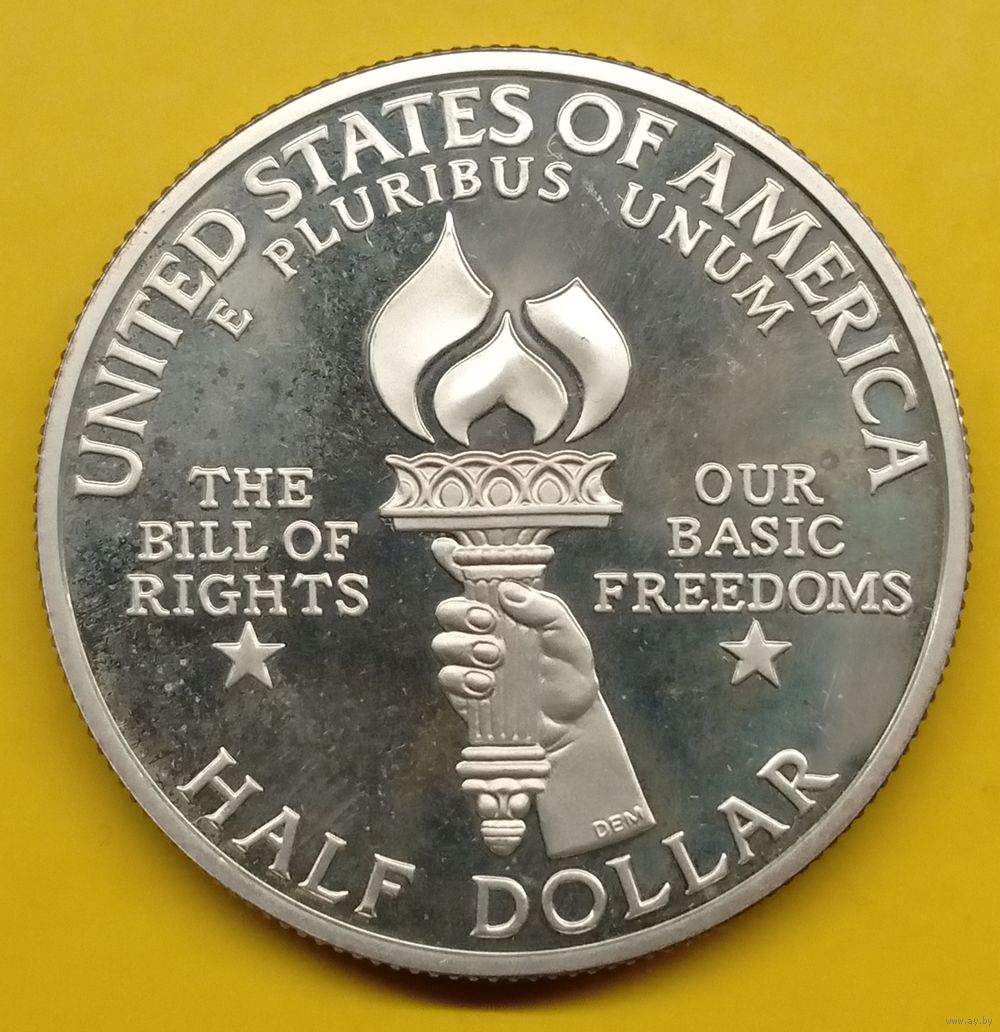 UNITED STATES OF AMERICA
E PLURIBUS UNUM
THE
BILL OF
RIGHTS
OUR
BASIC
FREEDOMS
DEM
HALF DOLLAR
www.ay.by